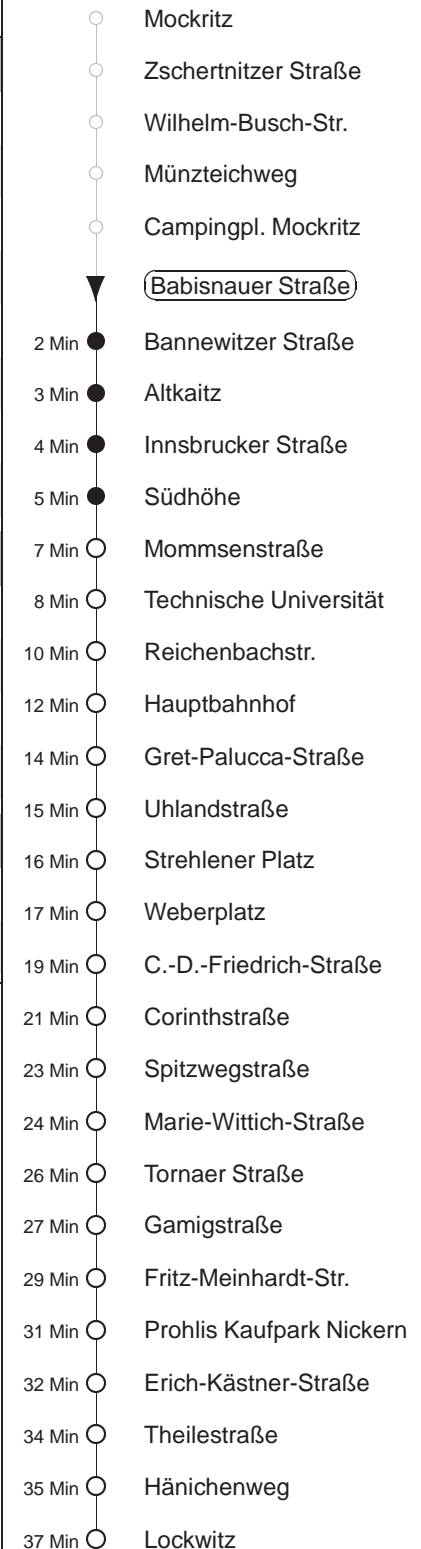 Mockritz
Zschertnitzer Straße
Wilhelm-Busch-Str.
Münzteichweg
Campingpl. Mockritz
Babisnauer Straße
2 Min Bannewitzer Straße
3 Min Altkaitz
4 Min Innsbrucker Straße
5 Min Südhöhe
7 Min Mommsenstraße
8 Min Technische Universität
10 Min Reichenbachstr.
12 Min Hauptbahnhof
14 Min Gret-Palucca-Straße
15 Min Uhlandstraße
16 Min Strehlener Platz
17 Min Weberplatz
19 Min C.-D.-Friedrich-Straße
21 Min Corinthstraße
23 Min Spitzwegstraße
24 Min Marie-Wittich-Straße
26 Min Tornaer Straße
27 Min Gamigstraße
29 Min Fritz-Meinhardt-Str.
31 Min Prohlis Kaufpark Nickern
32 Min Erich-Kästner-Straße
34 Min Theilestraße
35 Min Hänichenweg
37 Min Lockwitz